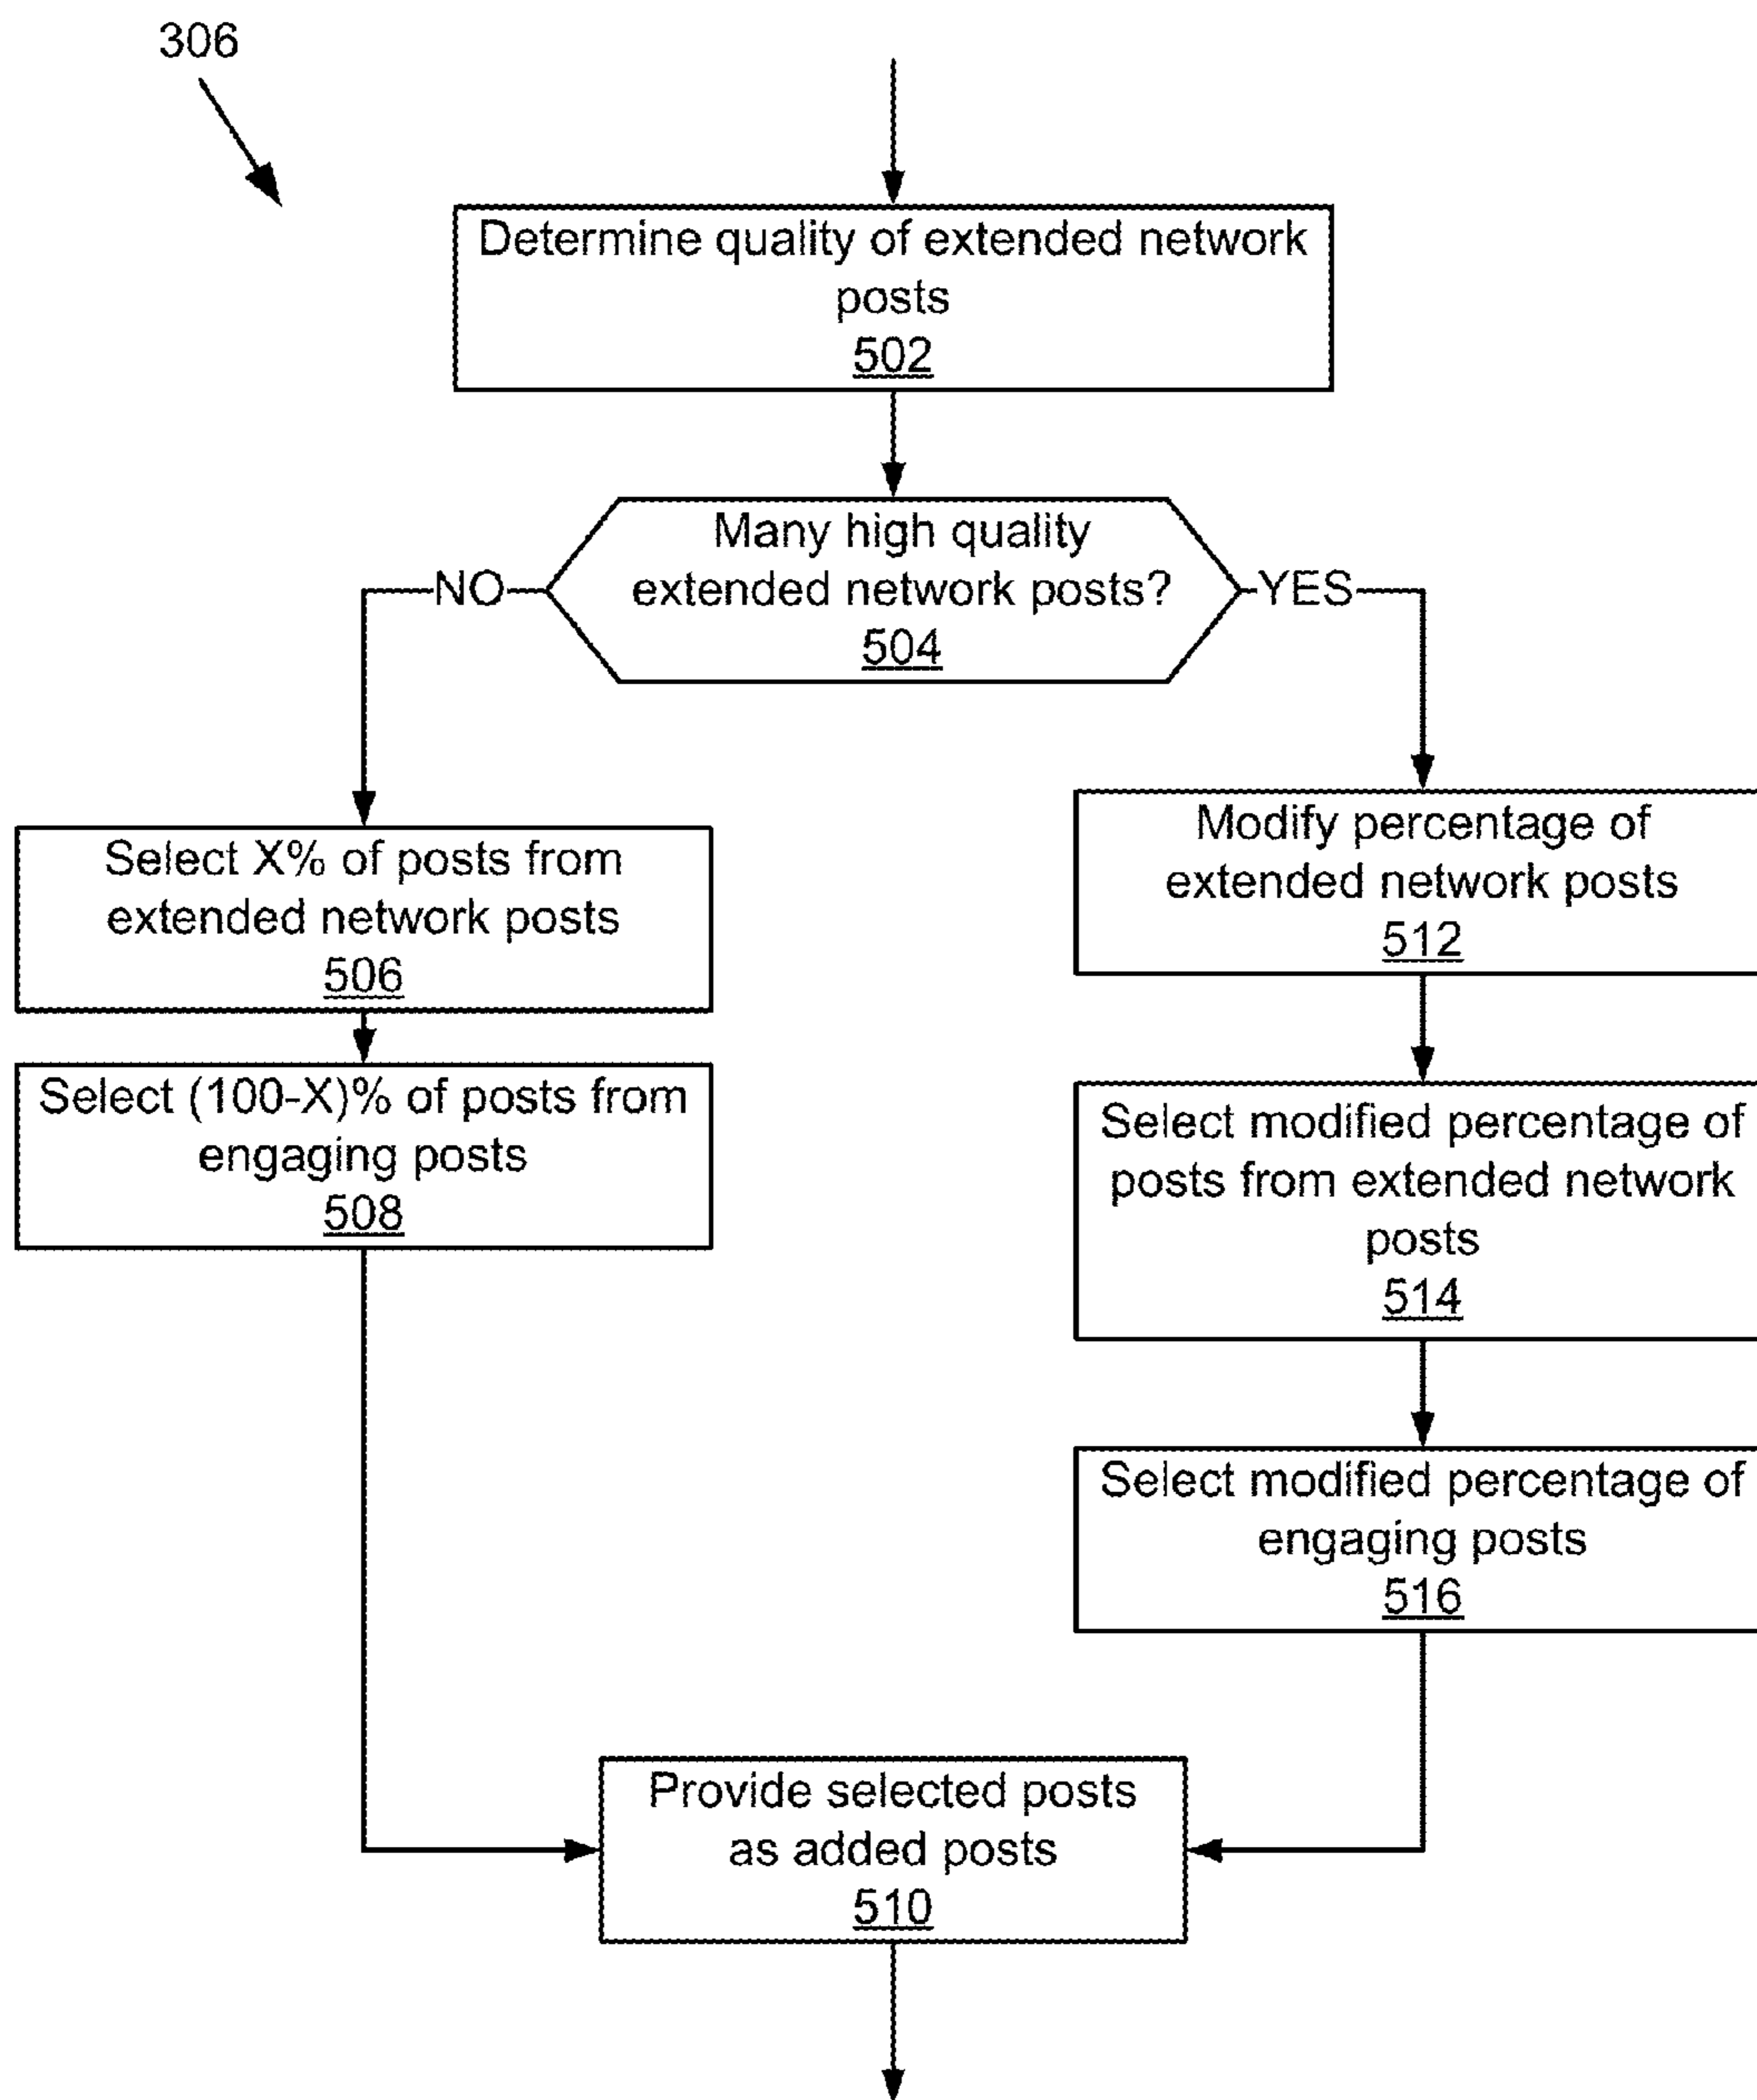 306
Determine quality of extended network
posts
502
Many high quality
extended network posts?
504
NO
YES
Select X% of posts from
extended network posts
506
Select (100-X)% of posts from
engaging posts
508
Modify percentage of
extended network posts
512
Select modified percentage of
posts from extended network
posts
514
Select modified percentage of
engaging posts
516
Provide selected posts
as added posts
510